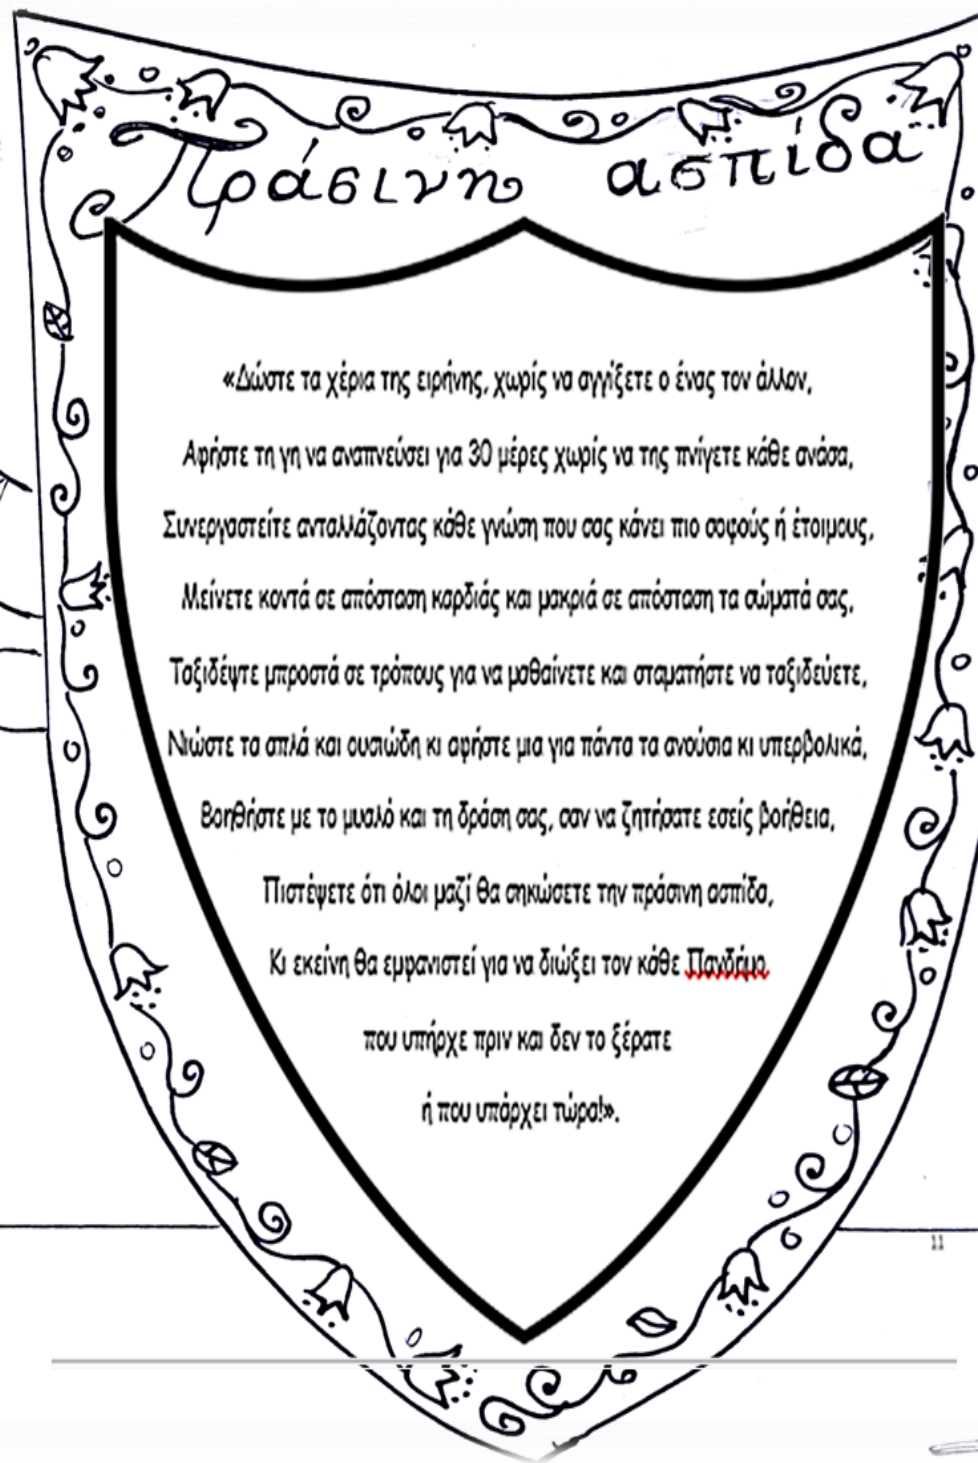 Πράσινη ασπίδα
«Δώστε τα χέρια της ειρήνης, χωρίς να αγγίξετε ο ένας τον άλλον,
Αφήστε τη γη να αναπνεύσει για 30 μέρες χωρίς να της πνίγετε κάθε ανάσα,
Συνεργαστείτε ανταλλάζοντας κάθε γνώση που σας κάνει πιο σοφούς ή έτοιμους,
Μείνετε κοντά σε απόσταση καρδιάς και μακριά σε απόσταση τα σώματά σας,
Ταξιδέψτε μπροστά σε τρόπους για να μαθαίνετε και σταματήστε να ταξιδεύετε,
Νιώστε τα απλά και ουσιώδη κι αφήστε μια για πάντα τα ανούσια κι υπερβολικά,
Βοηθήστε με το μυαλό και τη δράση σας, σαν να ζητήσατε εσείς βοήθεια,
Πιστέψετε ότι όλοι μαζί θα σηκώσετε την πράσινη ασπίδα,
Κι εκείνη θα εμφανιστεί για να διώξει τον κάθε Πανδέμο
που υπήρχε πριν και δεν το ξέρατε
ή που υπάρχει τώρα!».
11